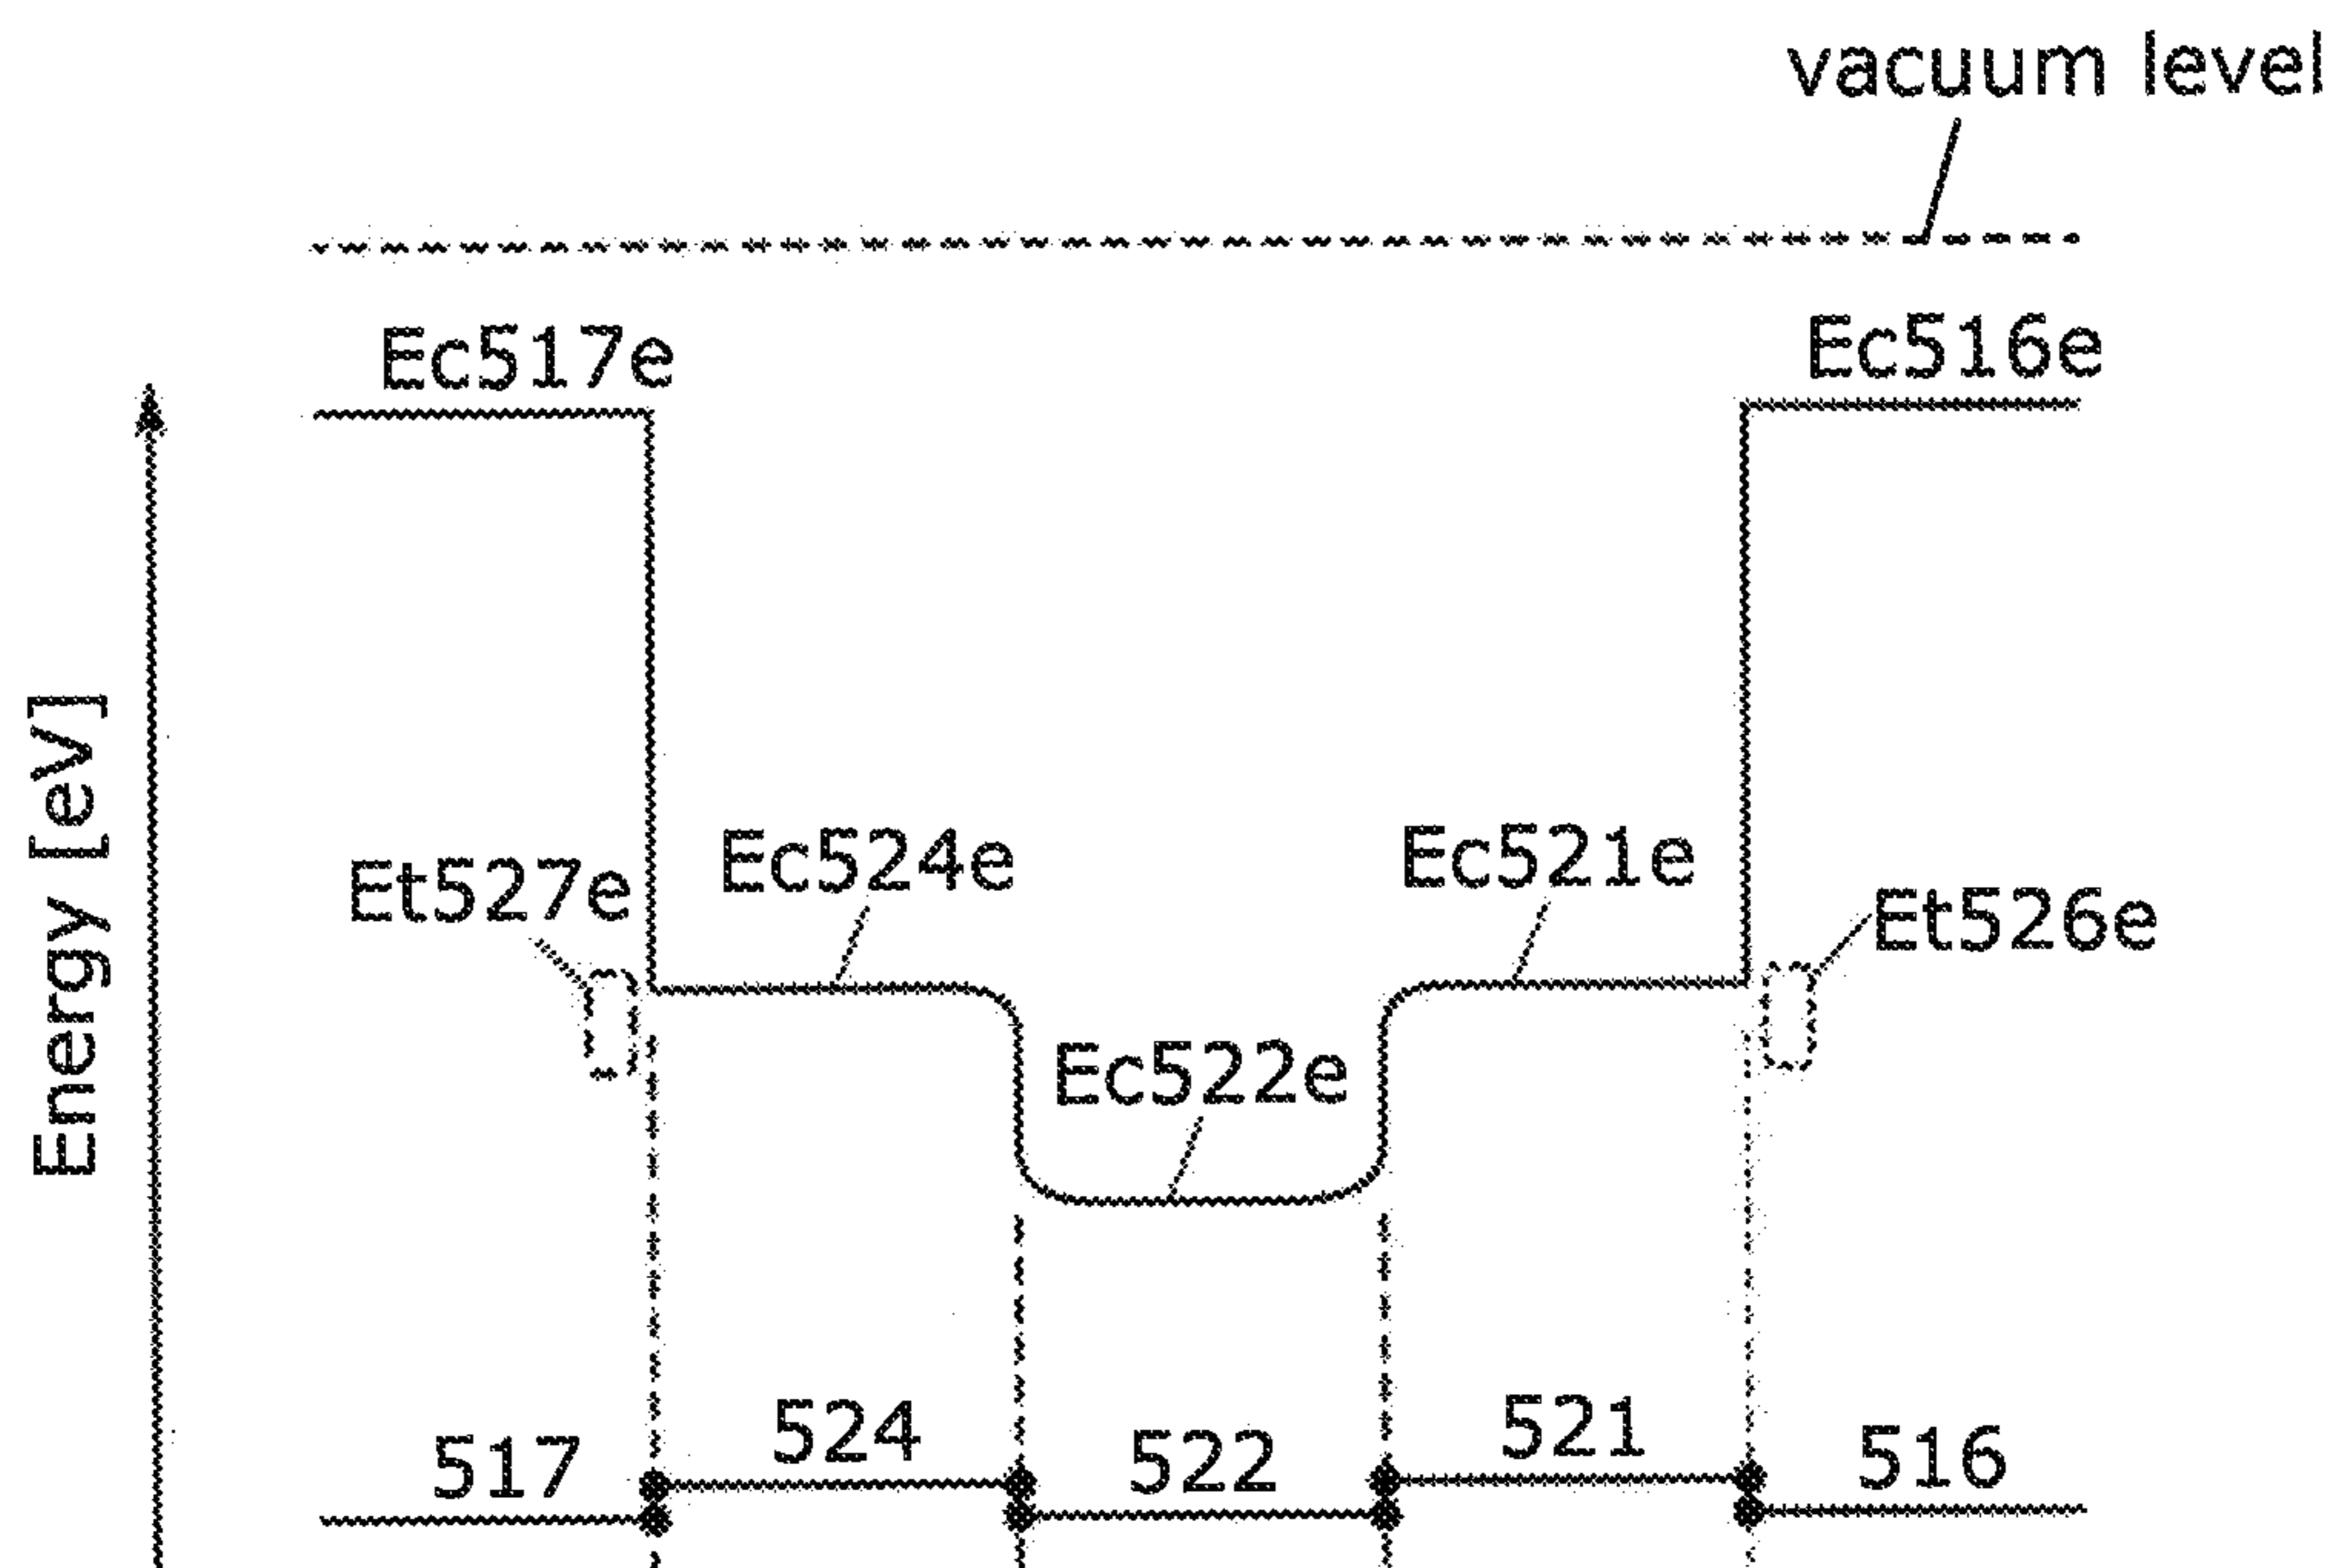 vacuum level
Ec517e
Ec516e
Energy [eV]
Et527e
Ec524e
Ec521e
Et526e
Ec522e
517
524
522
521
516